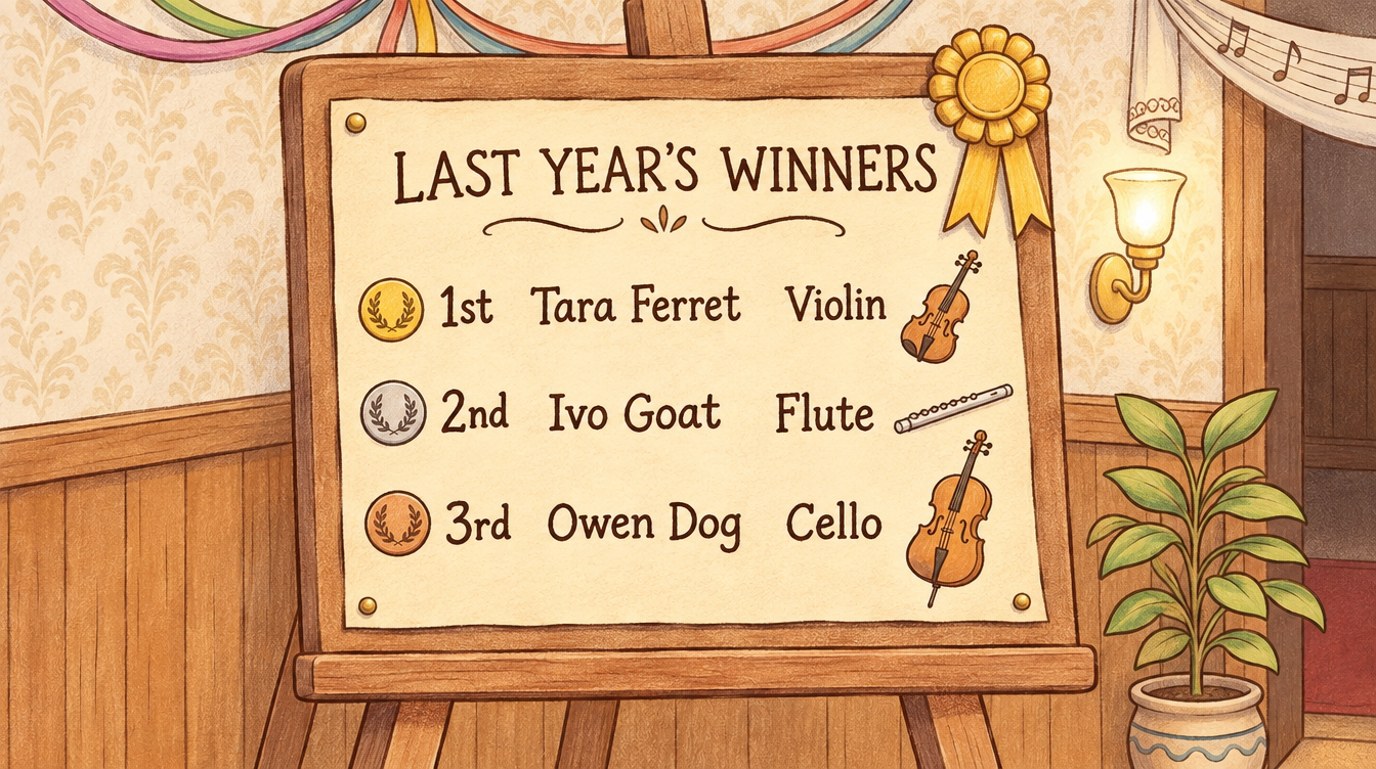 LAST YEAR'S WINNERS
1st Tara Ferret Violin
2nd Ivo Goat Flute
3rd Owen Dog Cello